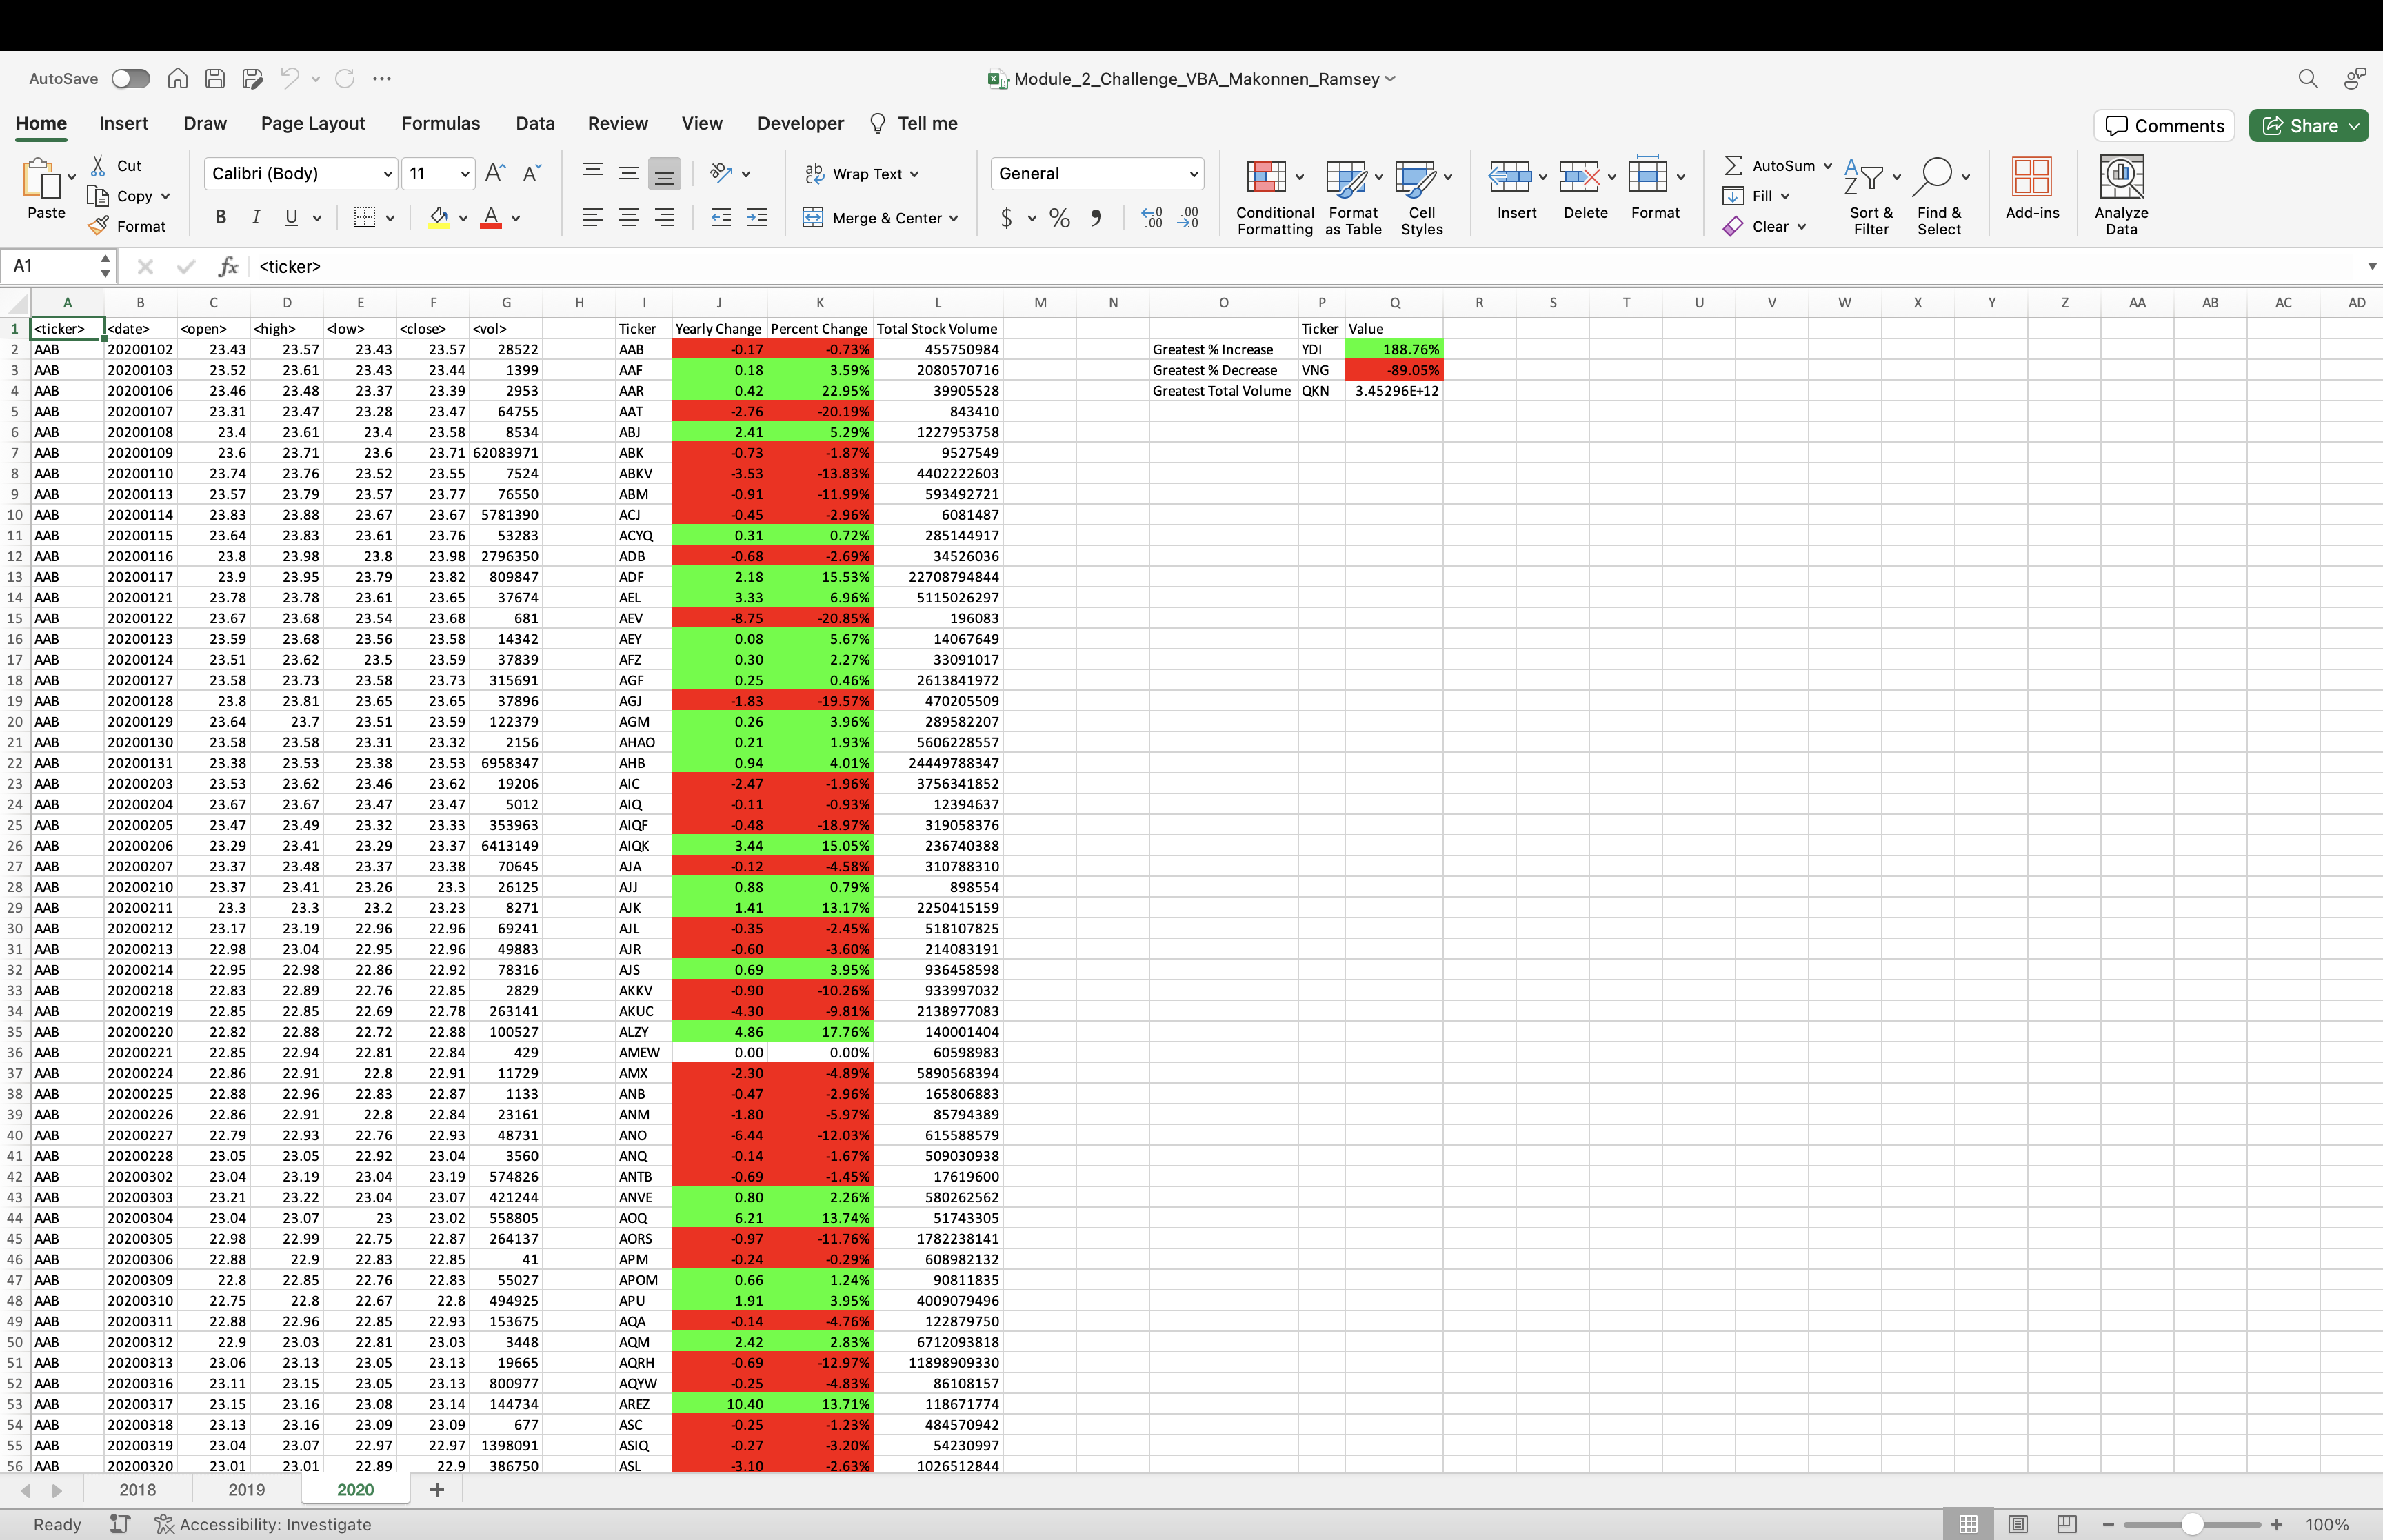 AutoSave Module_2_Challenge_VBA_Makonnen_Ramsey
Home Insert Draw Page Layout Formulas Data Review View Developer Tell me Comments Share
Paste Cut Copy Format Calibri (Body) 11 Wrap Text Merge & Center General Conditional Formatting Format as Table Cell Styles Insert Delete Format AutoSum Fill Clear Sort & Filter Find & Select Add-ins Analyze Data
A1 fx <ticker>
A B C D E F G H I J K L M N O P Q R S T U V W X Y Z AA AB AC AD
1 <ticker> <date> <open> <high> <low> <close> <vol> Ticker Yearly Change Percent Change Total Stock Volume Ticker Value
2 AAB 20200102 23.43 23.57 23.43 23.57 28522 AAB -0.17 -0.73% 455750984 Greatest % Increase YDI 188.76%
3 AAB 20200103 23.52 23.61 23.43 23.44 1399 AAF 0.18 3.59% 2080570716 Greatest % Decrease VNG -89.05%
4 AAB 20200106 23.46 23.48 23.37 23.39 2953 AAR 0.42 22.95% 39905528 Greatest Total Volume QKN 3.45296E+12
5 AAB 20200107 23.31 23.47 23.28 23.47 64755 AAT -2.76 -20.19% 843410
6 AAB 20200108 23.4 23.61 23.4 23.58 8534 ABJ 2.41 5.29% 1227953758
7 AAB 20200109 23.6 23.71 23.6 23.71 62083971 ABK -0.73 -1.87% 9527549
8 AAB 20200110 23.74 23.76 23.52 23.55 7524 ABKV -3.53 -13.83% 4402222603
9 AAB 20200113 23.57 23.79 23.57 23.77 76550 ABM -0.91 -11.99% 593492721
10 AAB 20200114 23.83 23.88 23.67 23.67 5781390 ACJ -0.45 -2.96% 6081487
11 AAB 20200115 23.64 23.83 23.61 23.76 53283 ACYQ 0.31 0.72% 285144917
12 AAB 20200116 23.8 23.98 23.8 23.98 2796350 ADB -0.68 -2.69% 34526036
13 AAB 20200117 23.9 23.95 23.79 23.82 809847 ADF 2.18 15.53% 22708794844
14 AAB 20200121 23.78 23.78 23.61 23.65 37674 AEL 3.33 6.96% 5115026297
15 AAB 20200122 23.67 23.68 23.54 23.68 681 AEV -8.75 -20.85% 196083
16 AAB 20200123 23.59 23.68 23.56 23.58 14342 AEY 0.08 5.67% 14067649
17 AAB 20200124 23.51 23.62 23.5 23.59 37839 AFZ 0.30 2.27% 33091017
18 AAB 20200127 23.58 23.73 23.58 23.73 315691 AGF 0.25 0.46% 2613841972
19 AAB 20200128 23.8 23.81 23.65 23.65 37896 AGJ -1.83 -19.57% 470205509
20 AAB 20200129 23.64 23.7 23.51 23.59 122379 AGM 0.26 3.96% 289582207
21 AAB 20200130 23.58 23.58 23.31 23.32 2156 AHAO 0.21 1.93% 5606228557
22 AAB 20200131 23.38 23.53 23.38 23.53 6958347 AHB 0.94 4.01% 24449788347
23 AAB 20200203 23.53 23.62 23.46 23.62 19206 AIC -2.47 -1.96% 3756341852
24 AAB 20200204 23.67 23.67 23.47 23.47 5012 AIQ -0.11 -0.93% 12394637
25 AAB 20200205 23.47 23.49 23.32 23.33 353963 AIQF -0.48 -18.97% 319058376
26 AAB 20200206 23.29 23.41 23.29 23.37 6413149 AIQK 3.44 15.05% 236740388
27 AAB 20200207 23.37 23.48 23.37 23.38 70645 AJA -0.12 -4.58% 310788310
28 AAB 20200210 23.37 23.41 23.26 23.3 26125 AJJ 0.88 0.79% 898554
29 AAB 20200211 23.3 23.3 23.2 23.23 8271 AJK 1.41 13.17% 2250415159
30 AAB 20200212 23.17 23.19 22.96 22.96 69241 AJL -0.35 -2.45% 518107825
31 AAB 20200213 22.98 23.04 22.95 22.96 49883 AJR -0.60 -3.60% 214083191
32 AAB 20200214 22.95 22.98 22.86 22.92 78316 AJS 0.69 3.95% 936458598
33 AAB 20200218 22.83 22.89 22.76 22.85 2829 AKKV -0.90 -10.26% 933997032
34 AAB 20200219 22.85 22.85 22.69 22.78 263141 AKUC -4.30 -9.81% 2138977083
35 AAB 20200220 22.82 22.88 22.72 22.88 100527 ALZY 4.86 17.76% 140001404
36 AAB 20200221 22.85 22.94 22.81 22.84 429 AMEW 0.00 0.00% 60598983
37 AAB 20200224 22.86 22.91 22.8 22.91 11729 AMX -2.30 -4.89% 5890568394
38 AAB 20200225 22.88 22.96 22.83 22.87 1133 ANB -0.47 -2.96% 165806883
39 AAB 20200226 22.86 22.91 22.8 22.84 23161 ANM -1.80 -5.97% 85794389
40 AAB 20200227 22.79 22.93 22.76 22.93 48731 ANO -6.44 -12.03% 615588579
41 AAB 20200228 23.05 23.05 22.92 23.04 3560 ANQ -0.14 -1.67% 509030938
42 AAB 20200302 23.04 23.19 23.04 23.19 574826 ANTB -0.69 -1.45% 17619600
43 AAB 20200303 23.21 23.22 23.04 23.07 421244 ANVE 0.80 2.26% 580262562
44 AAB 20200304 23.04 23.07 23 23.02 558805 AOQ 6.21 13.74% 51743305
45 AAB 20200305 22.98 22.99 22.75 22.87 264137 AORS -0.97 -11.76% 1782238141
46 AAB 20200306 22.88 22.9 22.83 22.85 41 APM -0.24 -0.29% 608982132
47 AAB 20200309 22.8 22.85 22.76 22.83 55027 APOM 0.66 1.24% 90811835
48 AAB 20200310 22.75 22.8 22.67 22.8 494925 APU 1.91 3.95% 4009079496
49 AAB 20200311 22.88 22.96 22.85 22.93 153675 AQA -0.14 -4.76% 122879750
50 AAB 20200312 22.9 23.03 22.81 23.03 3448 AQM 2.42 2.83% 6712093818
51 AAB 20200313 23.06 23.13 23.05 23.13 19665 AQRH -0.69 -12.97% 11898909330
52 AAB 20200316 23.11 23.15 23.05 23.13 800977 AQYW -0.25 -4.83% 86108157
53 AAB 20200317 23.15 23.16 23.08 23.14 144734 AREZ 10.40 13.71% 118671774
54 AAB 20200318 23.13 23.16 23.09 23.09 677 ASC -0.25 -1.23% 484570942
55 AAB 20200319 23.04 23.07 22.97 22.97 1398091 ASIQ -0.27 -3.20% 54230997
56 AAB 20200320 23.01 23.01 22.89 22.9 386750 ASL -3.10 -2.63% 1026512844
2018 2019 2020 +
Ready Accessibility: Investigate 100%